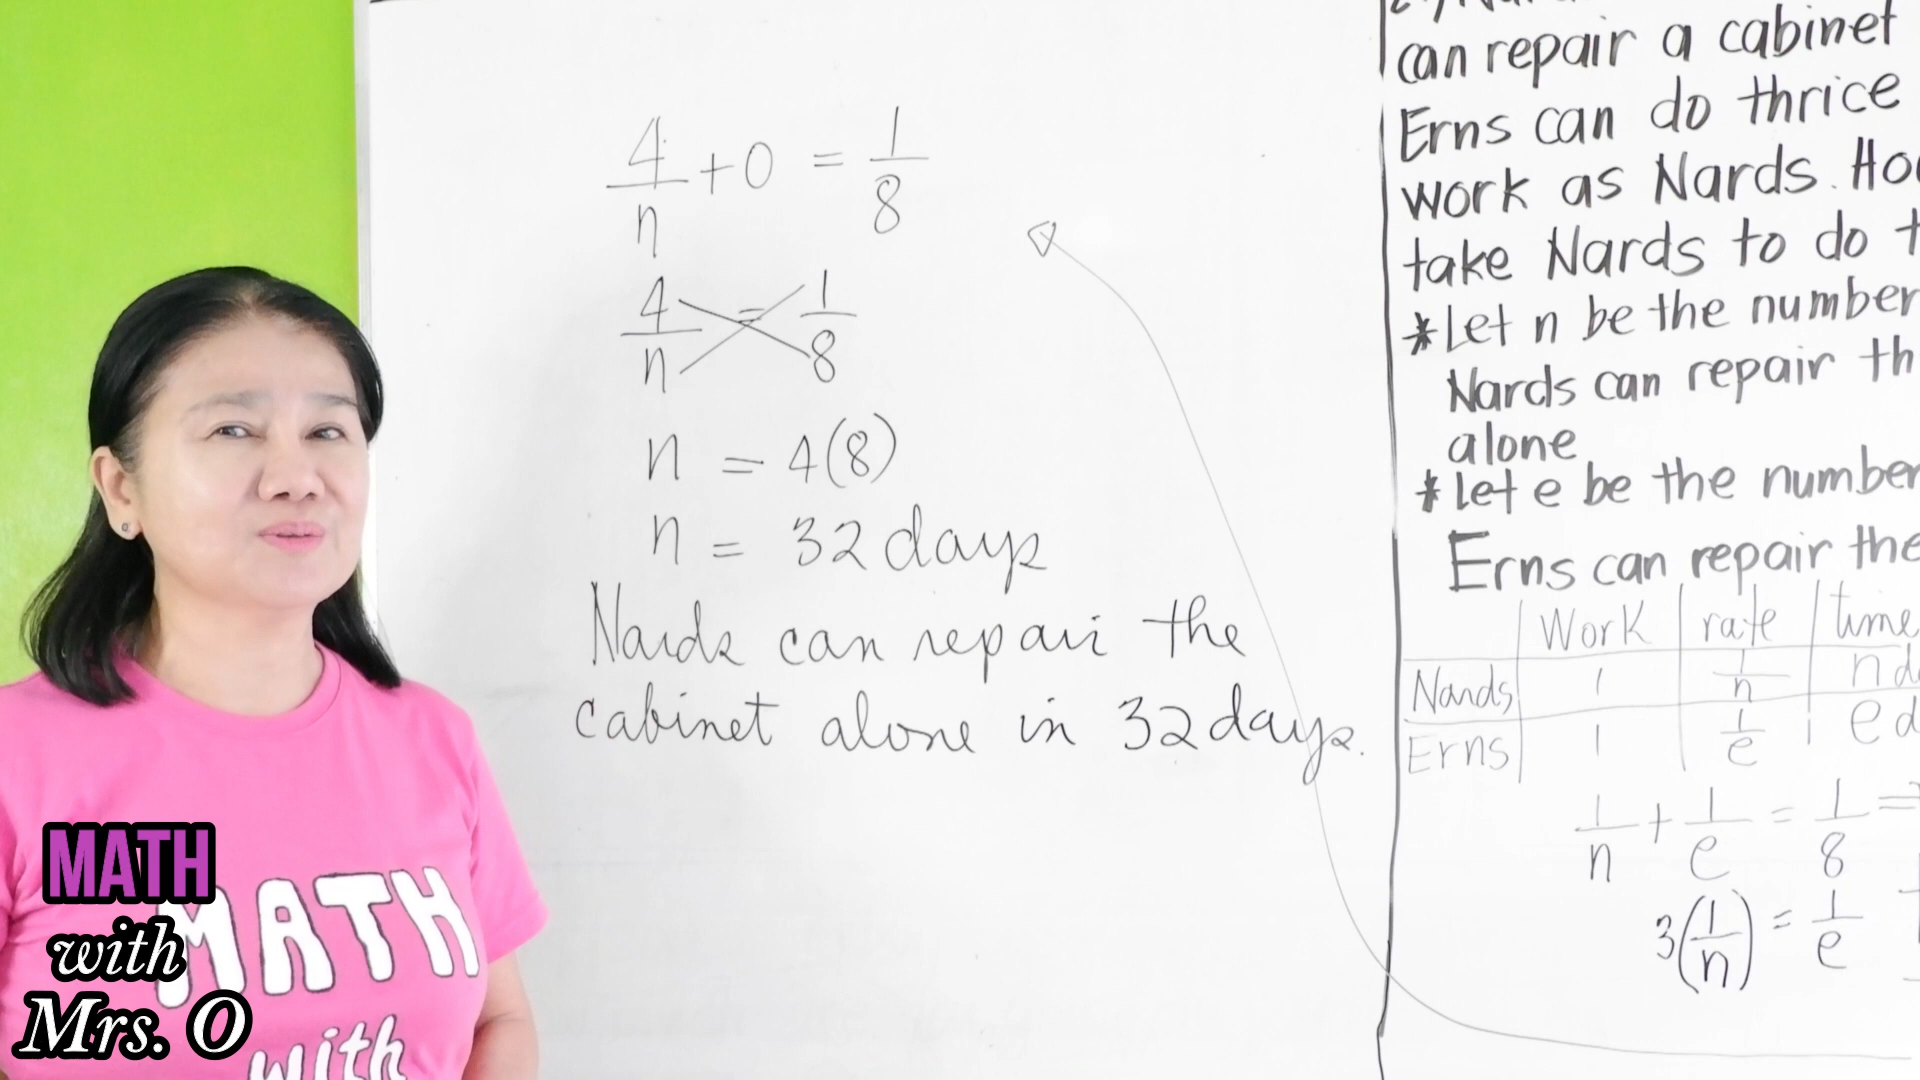 4/n + 0 = 1/8
4/n = 1/8
n = 4(8)
n = 32 days
Nards can repair the
cabinet alone in 32 days.
can repair a cabinet
Erns can do thrice
work as Nards. Ho
take Nards to do t
*Let n be the number
Nards can repair th
alone
*Let e be the number
Erns can repair the
Work rate time
Nards 1 1/n n d
Erns 1 1/e e d
1/n + 1/e = 1/8 =
3(1/n) = 1/e
MATH
with
Mrs. O
MATH
with